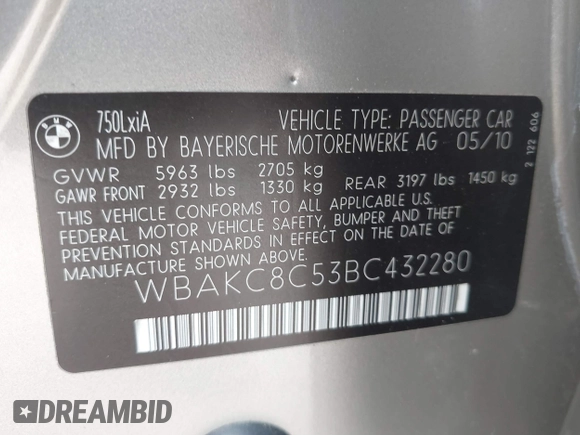 BMW
750LxiA VEHICLE TYPE: PASSENGER CAR
MFD BY BAYERISCHE MOTORENWERKE AG 05/10
GVWR 5963 lbs 2705 kg
GAWR FRONT 2932 lbs 1330 kg REAR 3197 lbs 1450 kg
THIS VEHICLE CONFORMS TO ALL APPLICABLE U.S.
FEDERAL MOTOR VEHICLE SAFETY, BUMPER AND THEFT
PREVENTION STANDARDS IN EFFECT ON THE DATE OF
MANUFACTURE SHOWN ABOVE.
WBAKC8C53BC432280
2 122 606
DREAMBID